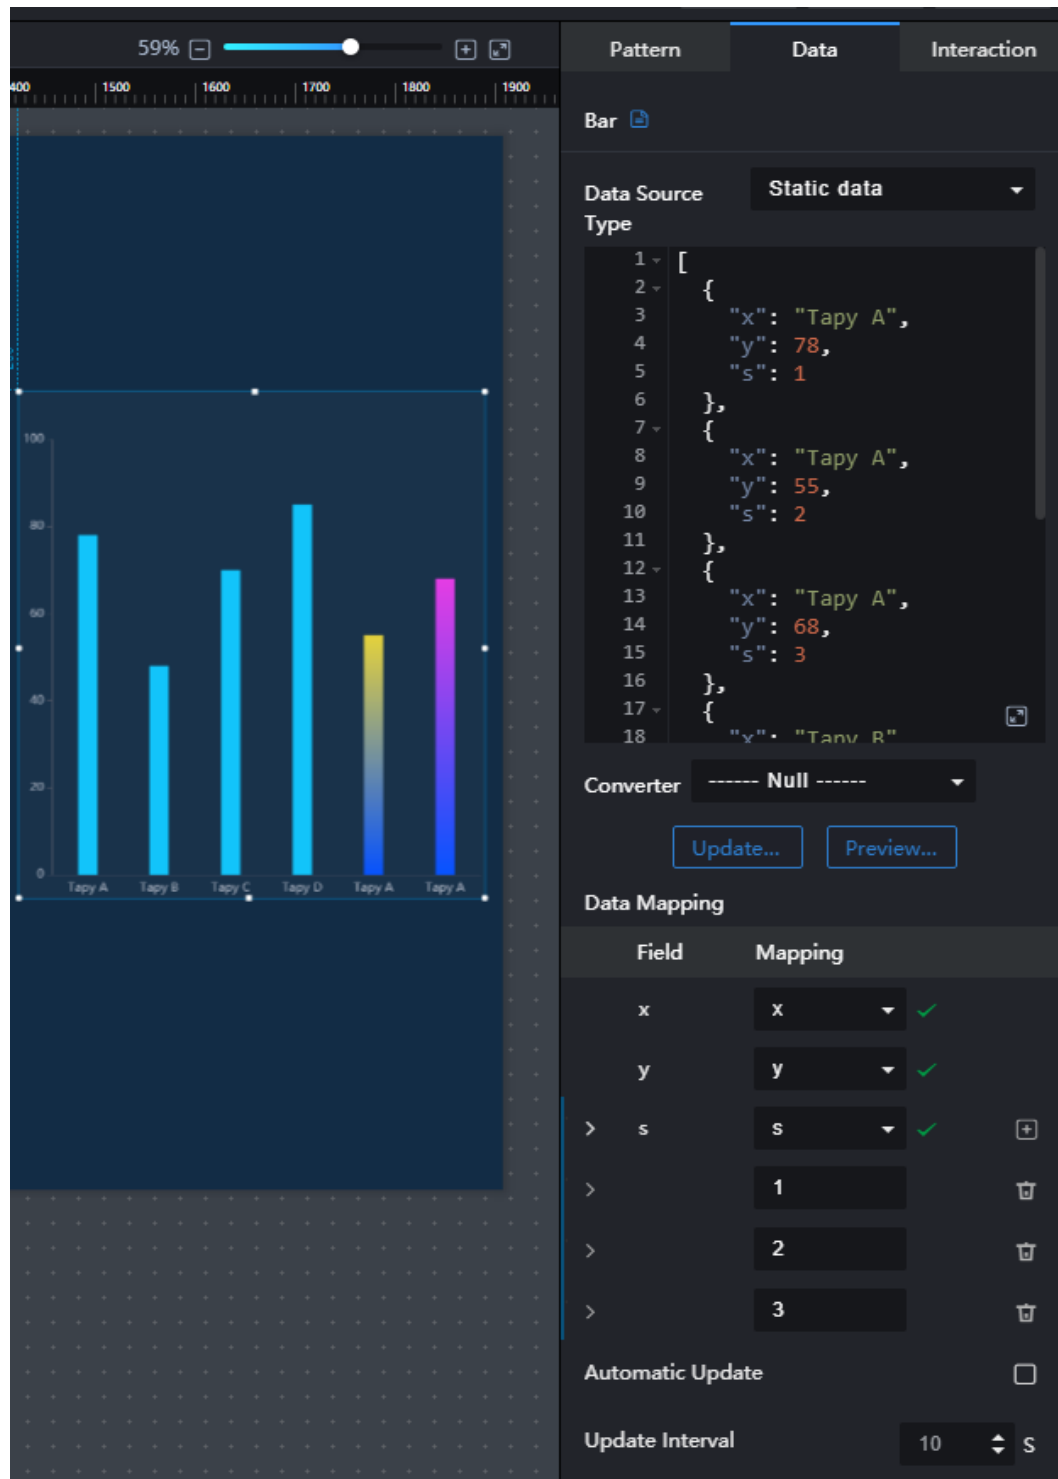 59%
400 1500 1600 1700 1800 1900
Pattern Data Interaction
Bar
Data Source Type
Static data
1 [
2 {
3 "x": "Tapy A",
4 "y": 78,
5 "s": 1
6 },
7 {
8 "x": "Tapy A",
9 "y": 55,
10 "s": 2
11 },
12 {
13 "x": "Tapy A",
14 "y": 68,
15 "s": 3
16 },
17 {
18 "x": "Tapy B"
100
80
60
40
20
0
Tapy A Tapy B Tapy C Tapy D Tapy A Tapy A
Converter ------ Null ------
Update... Preview...
Data Mapping
Field Mapping
x x
y y
s s
1
2
3
Automatic Update
Update Interval 10 S